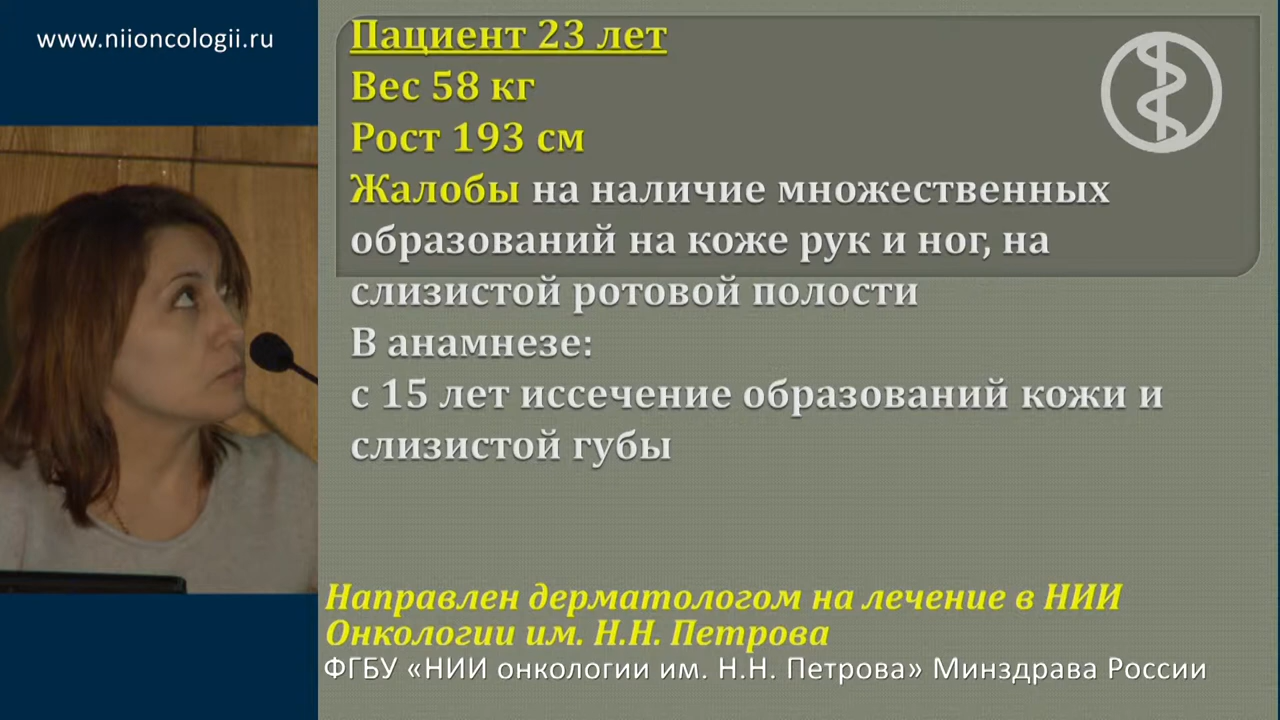 www.niioncologii.ru
Пациент 23 лет
Вес 58 кг
Рост 193 см
Жалобы на наличие множественных
образований на коже рук и ног, на
слизистой ротовой полости
В анамнезе:
с 15 лет иссечение образований кожи и
слизистой губы
Направлен дерматологом на лечение в НИИ
Онкологии им. Н.Н. Петрова
ФГБУ «НИИ онкологии им. Н.Н. Петрова» Минздрава России